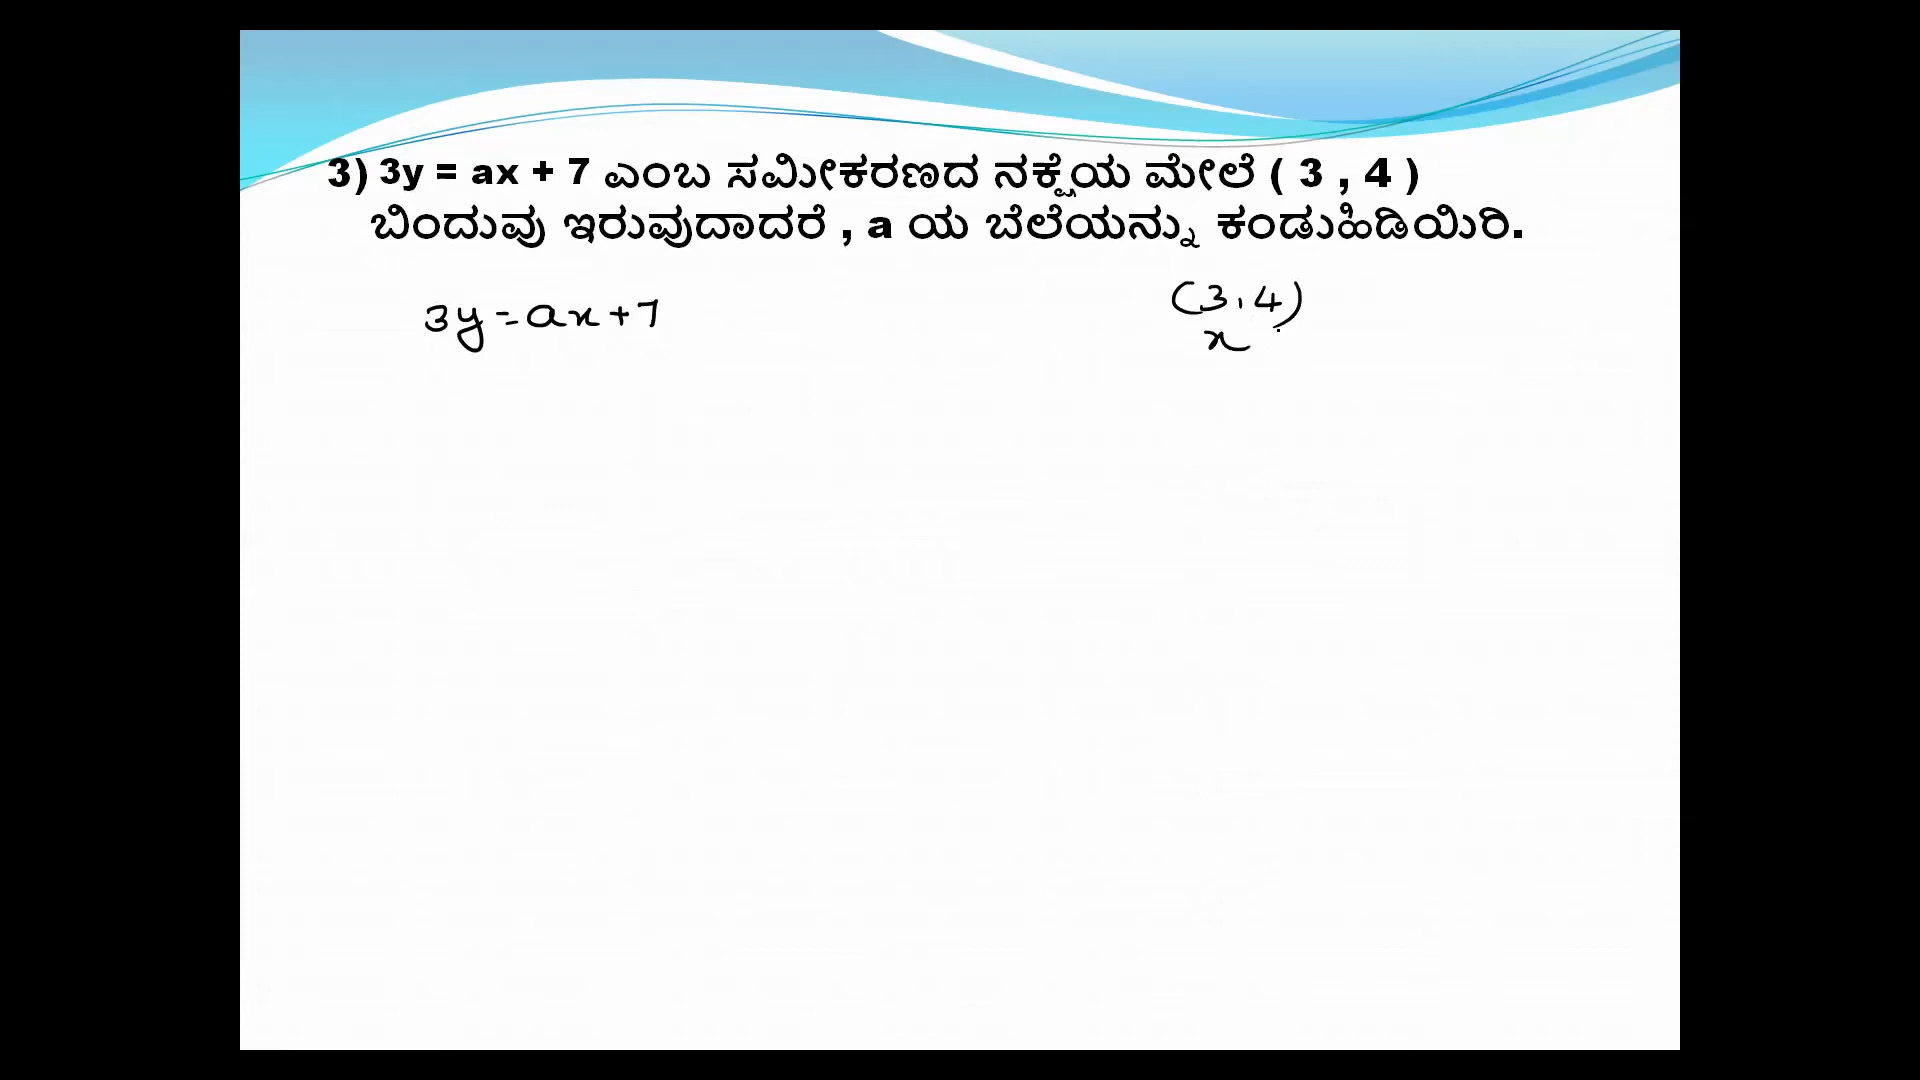 3) 3y = ax + 7 ಎಂಬ ಸಮೀಕರಣದ ನಕ್ಷೆಯ ಮೇಲೆ ( 3 , 4 )
ಬಿಂದುವು ಇರುವುದಾದರೆ , a ಯ ಬೆಲೆಯನ್ನು ಕಂಡುಹಿಡಿಯಿರಿ.
3y = ax + 7 (3, 4)
x